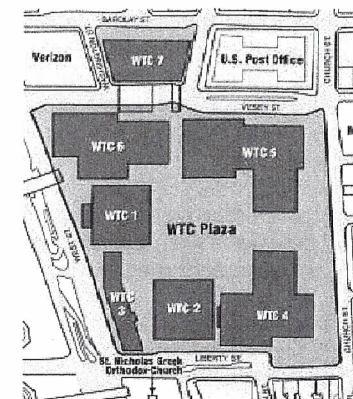 BARCLAY ST.
WASHINGTON
Verizon
WTC 7
U.S. Post Office
CHURCH ST.
VESEY ST.
WTC 6
WTC 5
WTC 1
WTC Plaza
WEST ST.
WTC
3
WTC 2
WTC 4
CHURCH ST.
St. Nicholas Greek
Orthodox Church
LIBERTY ST.